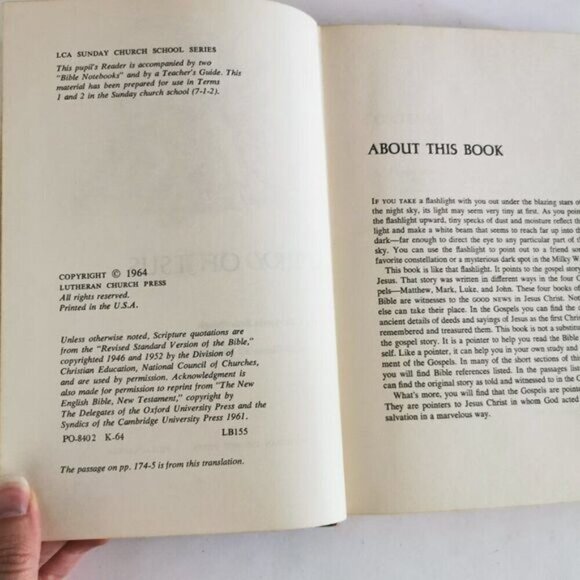 LCA SUNDAY CHURCH SCHOOL SERIES
This pupil's Reader is accompanied by two
"Bible Notebooks" and by a Teacher's Guide. This
material has been prepared for use in Terms
1 and 2 in the Sunday church school (7-1-2).
COPYRIGHT © 1964
LUTHERAN CHURCH PRESS
All rights reserved.
Printed in the U.S.A.
Unless otherwise noted, Scripture quotations are
from the "Revised Standard Version of the Bible,"
copyrighted 1946 and 1952 by the Division of
Christian Education, National Council of Churches,
and are used by permission. Acknowledgment is
also made for permission to reprint from "The New
English Bible, New Testament," copyright by
The Delegates of the Oxford University Press and the
Syndics of the Cambridge University Press 1961.
PO-8402 K-64 LB155
The passage on pp. 174-5 is from this translation.
ABOUT THIS BOOK
IF YOU TAKE a flashlight with you out under the blazing stars of
the night sky, its light may seem very tiny at first. As you point
the flashlight upward, tiny specks of dust and moisture reflect the
light and make a white beam that seems to reach far up into the
dark—far enough to direct the eye to any particular part of the
sky. You can use the flashlight to point out to a friend some
favorite constellation or a mysterious dark spot in the Milky W
This book is like that flashlight. It points to the gospel story
Jesus. That story was written in different ways in the four G
pels—Matthew, Mark, Luke, and John. These four books of
Bible are witnesses to the GOOD NEWS in Jesus Christ. Not
else can take their place. In the Gospels you can find the s
ancient details of deeds and sayings of Jesus as the first Ch
remembered and treasured them. This book is not a substitu
the gospel story. It is a pointer to help you read the Bible
self. Like a pointer, it can help you in your own study and
ment of the Gospels. In many of the short sections of this
you will find Bible references listed. In the passages liste
can find the original story as told and witnessed to in the G
What's more, you will find that the Gospels are pointe
They are pointers to Jesus Christ in whom God acted
salvation in a marvelous way.